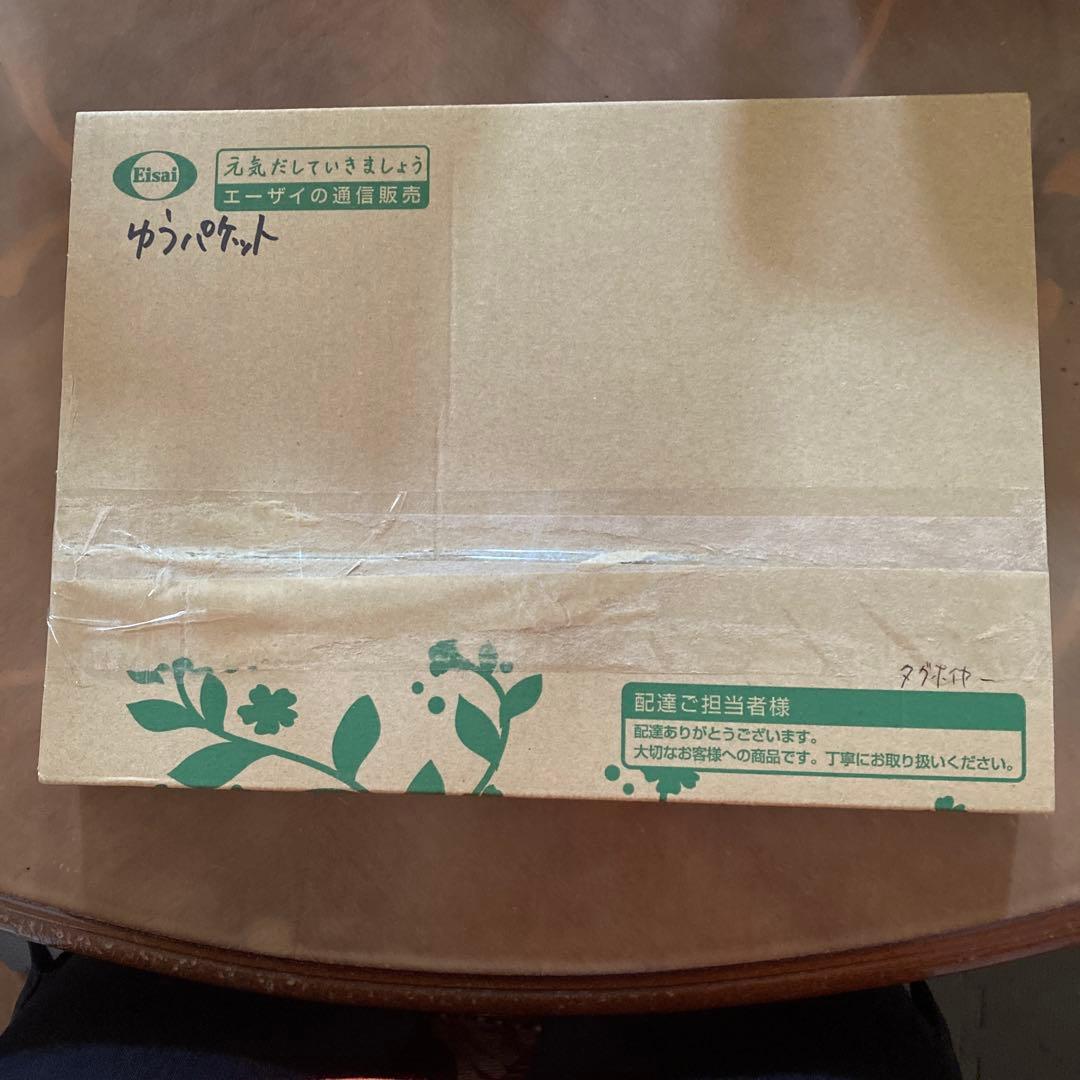 Eisai
元気だしていきましょう
エーザイの通信販売
ゆうパケット
タグホイヤー
配達ご担当者様
配達ありがとうございます。
大切なお客様への商品です。丁寧にお取り扱いください。